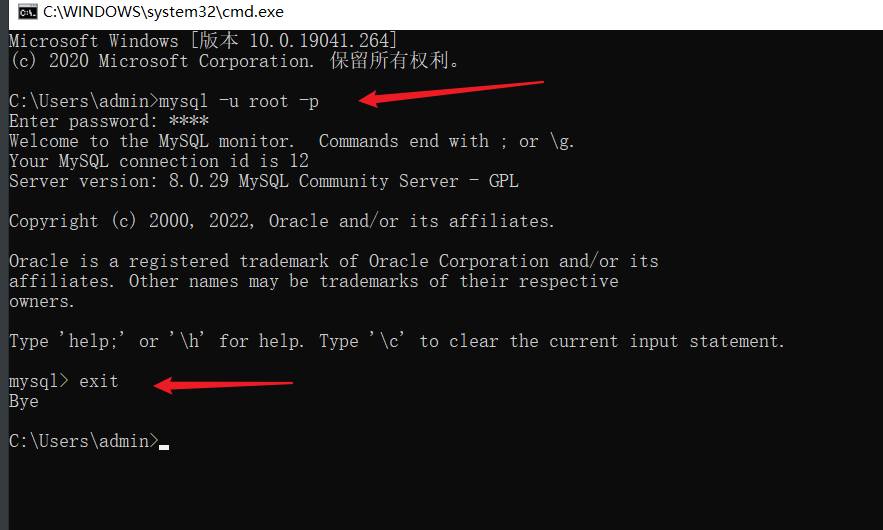 C:\WINDOWS\system32\cmd.exe
Microsoft Windows [版本 10.0.19041.264]
(c) 2020 Microsoft Corporation. 保留所有权利。
C:\Users\admin>mysql -u root -p
Enter password: ****
Welcome to the MySQL monitor.  Commands end with ; or \g.
Your MySQL connection id is 12
Server version: 8.0.29 MySQL Community Server - GPL
Copyright (c) 2000, 2022, Oracle and/or its affiliates.
Oracle is a registered trademark of Oracle Corporation and/or its
affiliates. Other names may be trademarks of their respective
owners.
Type 'help;' or '\h' for help. Type '\c' to clear the current input statement.
mysql> exit
Bye
C:\Users\admin>